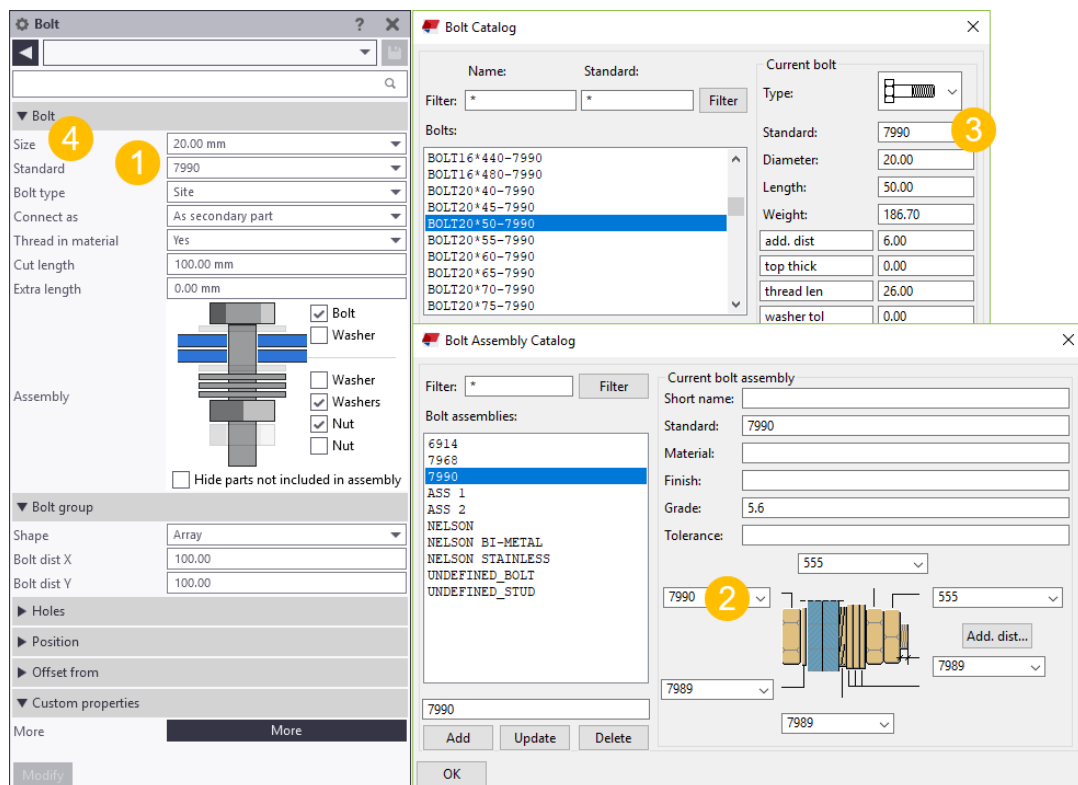 Bolt
?
Bolt
Size
4
20.00 mm
Standard
1
7990
Bolt type
Site
Connect as
As secondary part
Thread in material
Yes
Cut length
100.00 mm
Extra length
0.00 mm
Assembly
Bolt
Washer
Washer
Washers
Nut
Nut
Hide parts not included in assembly
Bolt group
Shape
Array
Bolt dist X
100.00
Bolt dist Y
100.00
Holes
Position
Offset from
Custom properties
More
More
Modify
Bolt Catalog
Name:
Standard:
Filter:
*
*
Filter
Bolts:
BOLT16*440-7990
BOLT16*480-7990
BOLT20*40-7990
BOLT20*45-7990
BOLT20*50-7990
BOLT20*55-7990
BOLT20*60-7990
BOLT20*65-7990
BOLT20*70-7990
BOLT20*75-7990
Current bolt
Type:
Standard:
7990
3
Diameter:
20.00
Length:
50.00
Weight:
186.70
add. dist
6.00
top thick
0.00
thread len
26.00
washer tol
0.00
Bolt Assembly Catalog
Filter:
*
Filter
Bolt assemblies:
6914
7968
7990
ASS 1
ASS 2
NELSON
NELSON BI-METAL
NELSON STAINLESS
UNDEFINED_BOLT
UNDEFINED_STUD
7990
Add
Update
Delete
OK
Current bolt assembly
Short name:
Standard:
7990
Material:
Finish:
Grade:
5.6
Tolerance:
555
7990
2
555
Add. dist...
7989
7989
7989